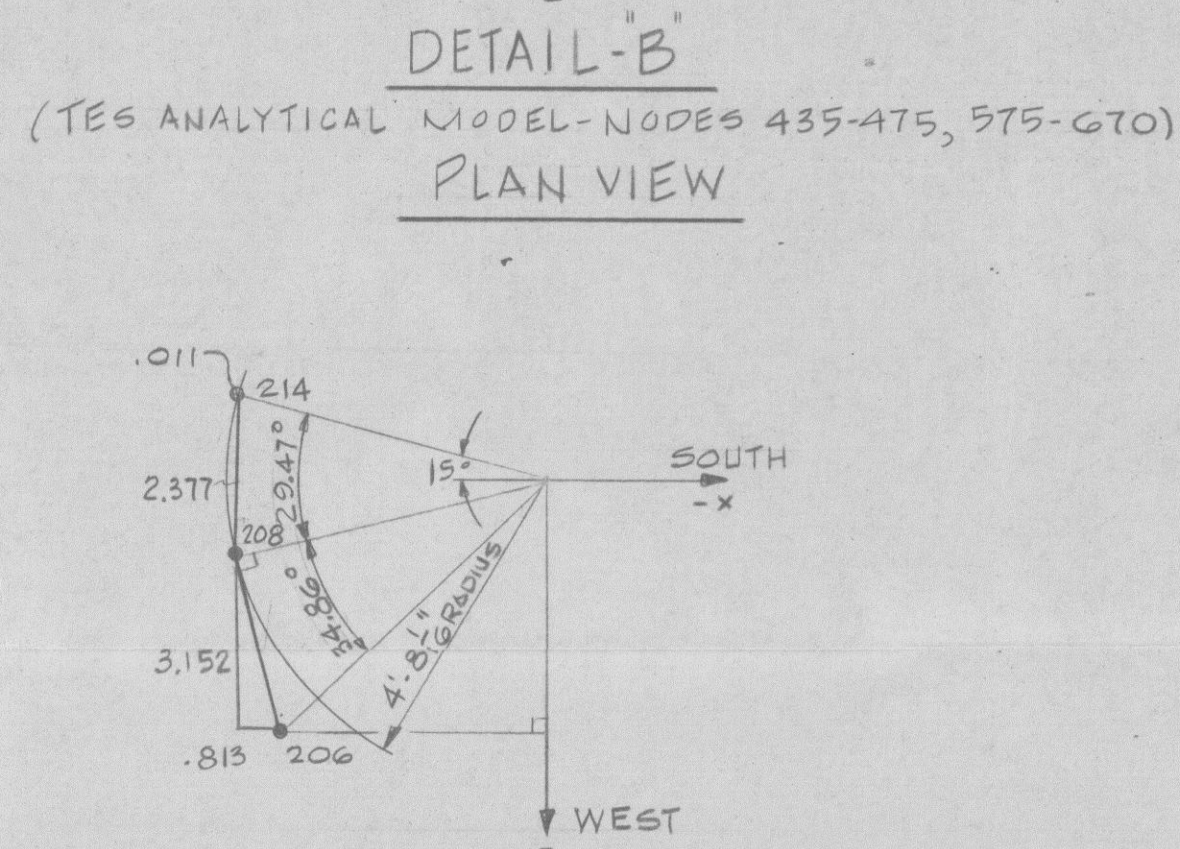 DETAIL-"B"
(TES ANALYTICAL MODEL-NODES 435-475, 575-670)
PLAN VIEW
.011
214
29.47°
15°
SOUTH
-X
2.377
208
34.86°
4'-8 1/16" RADIUS
3.152
.813
206
WEST